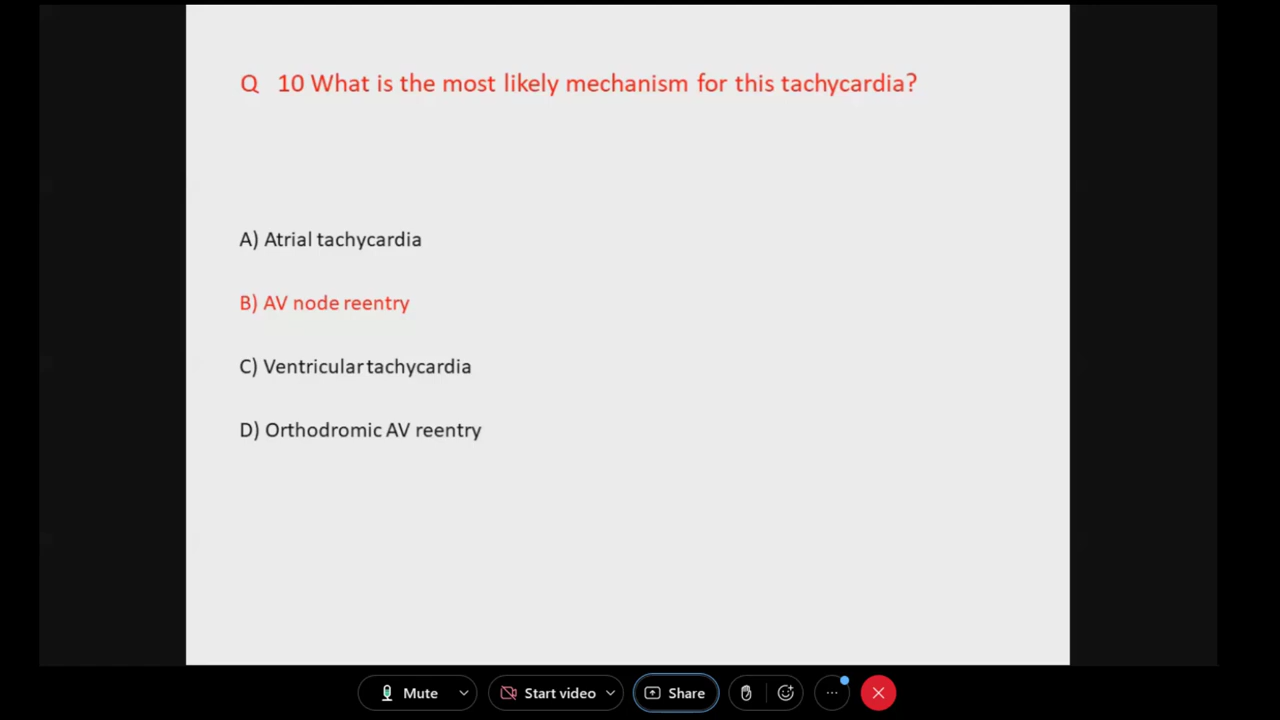 Q 10 What is the most likely mechanism for this tachycardia?
A) Atrial tachycardia
B) AV node reentry
C) Ventricular tachycardia
D) Orthodromic AV reentry
Mute
Start video
Share